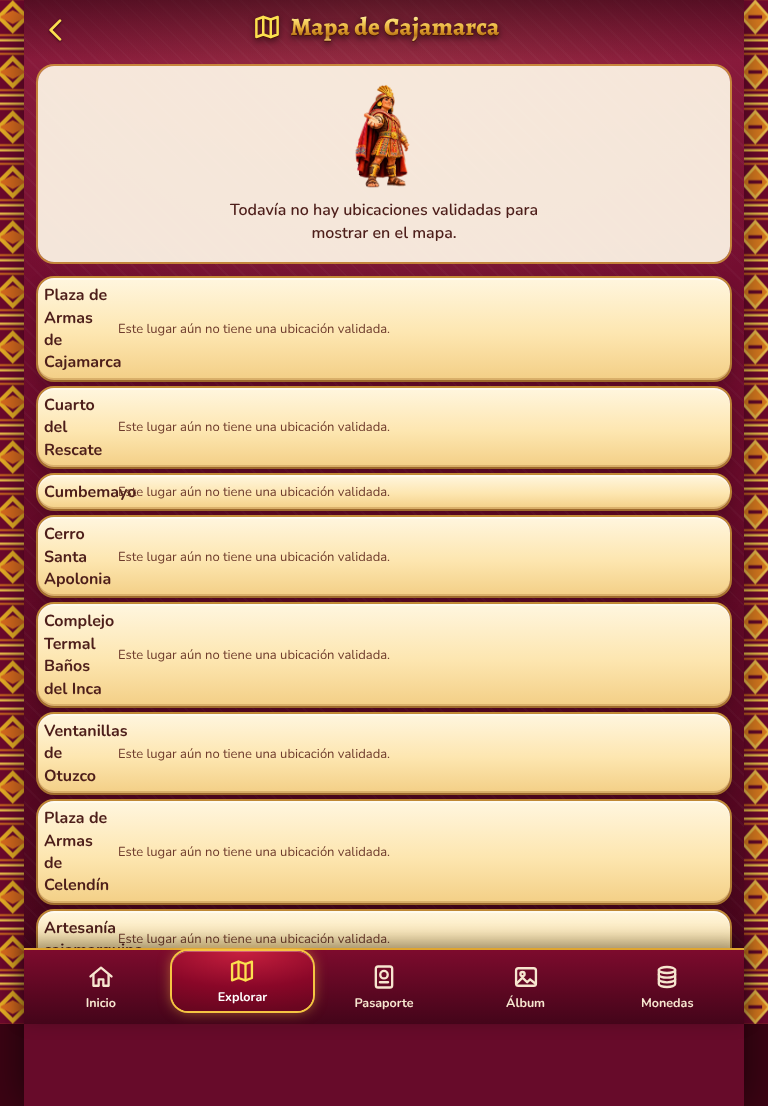 Mapa de Cajamarca
Todavía no hay ubicaciones validadas para
mostrar en el mapa.
Plaza de
Armas
de
Cajamarca
Este lugar aún no tiene una ubicación validada.
Cuarto
del
Rescate
Este lugar aún no tiene una ubicación validada.
Cumbemayo
Este lugar aún no tiene una ubicación validada.
Cerro
Santa
Apolonia
Este lugar aún no tiene una ubicación validada.
Complejo
Termal
Baños
del Inca
Este lugar aún no tiene una ubicación validada.
Ventanillas
de
Otuzco
Este lugar aún no tiene una ubicación validada.
Plaza de
Armas
de
Celendín
Este lugar aún no tiene una ubicación validada.
Artesanía
Este lugar aún no tiene una ubicación validada.
Inicio
Explorar
Pasaporte
Álbum
Monedas